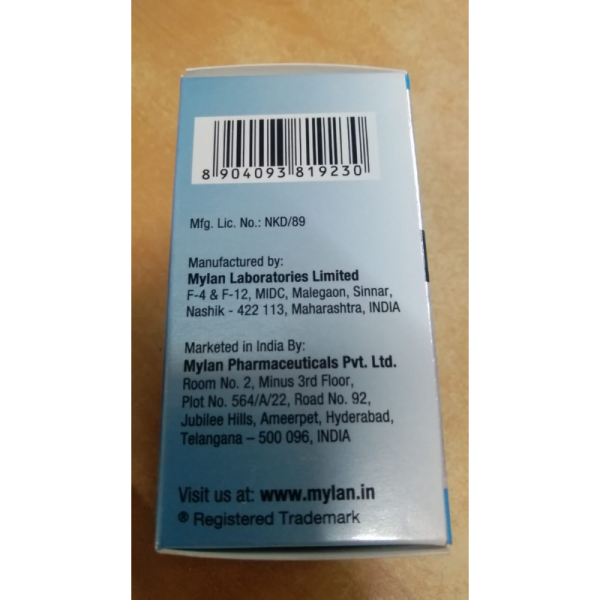 8 904093 819230
Mfg. Lic. No.: NKD/89
Manufactured by:
Mylan Laboratories Limited
F-4 & F-12, MIDC, Malegaon, Sinnar,
Nashik - 422 113, Maharashtra, INDIA
Marketed in India By:
Mylan Pharmaceuticals Pvt. Ltd.
Room No. 2, Minus 3rd Floor,
Plot No. 564/A/22, Road No. 92,
Jubilee Hills, Ameerpet, Hyderabad,
Telangana – 500 096, INDIA
Visit us at: www.mylan.in
® Registered Trademark